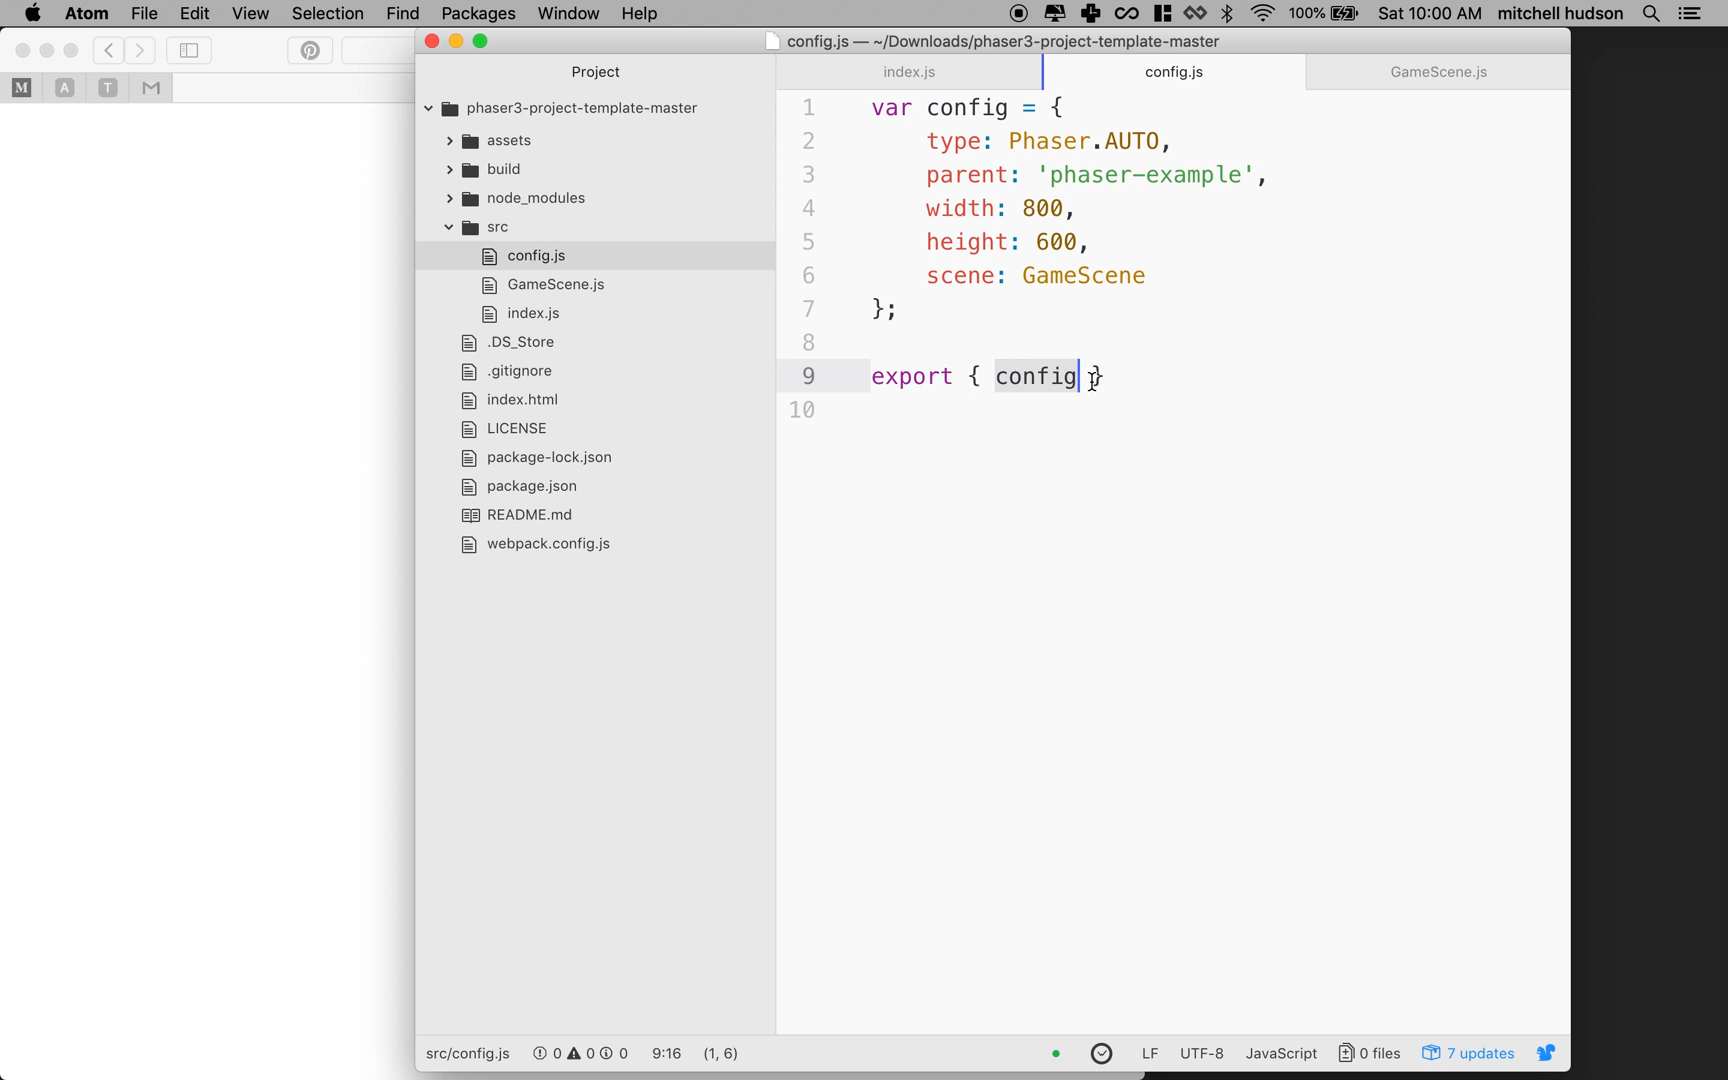 Atom File Edit View Selection Find Packages Window Help 100% Sat 10:00 AM mitchell hudson
config.js — ~/Downloads/phaser3-project-template-master
M A T M
Project
index.js config.js GameScene.js
phaser3-project-template-master
assets
build
node_modules
src
config.js
GameScene.js
index.js
.DS_Store
.gitignore
index.html
LICENSE
package-lock.json
package.json
README.md
webpack.config.js
1 var config = {
2 type: Phaser.AUTO,
3 parent: 'phaser-example',
4 width: 800,
5 height: 600,
6 scene: GameScene
7 };
8
9 export { config }
10
src/config.js 0 0 0 9:16 (1, 6) LF UTF-8 JavaScript 0 files 7 updates